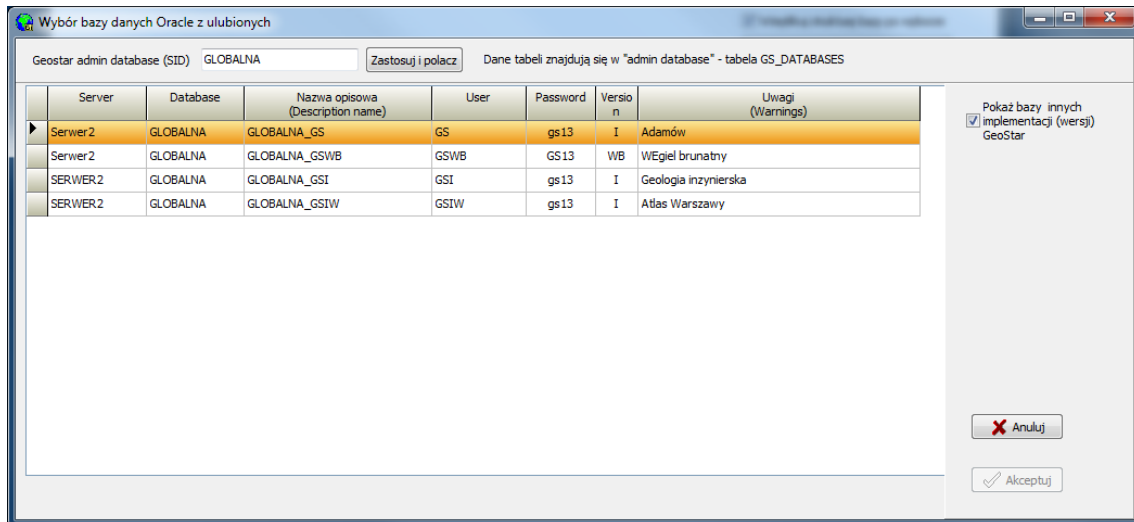 Wybór bazy danych Oracle z ulubionych
Geostar admin database (SID) GLOBALNA Zastosuj i polacz Dane tabeli znajdują się w "admin database" - tabela GS_DATABASES
Server Database Nazwa opisowa (Description name) User Password Versio n Uwagi (Warnings)
Serwer2 GLOBALNA GLOBALNA_GS GS gs13 I Adamów
Serwer2 GLOBALNA GLOBALNA_GSWB GSWB GS13 WB WEgiel brunatny
SERWER2 GLOBALNA GLOBALNA_GSI GSI gs13 I Geologia inzynierska
SERWER2 GLOBALNA GLOBALNA_GSIW GSIW gs13 I Atlas Warszawy
Pokaż bazy innych
implementacji (wersji)
GeoStar
Anuluj
Akceptuj